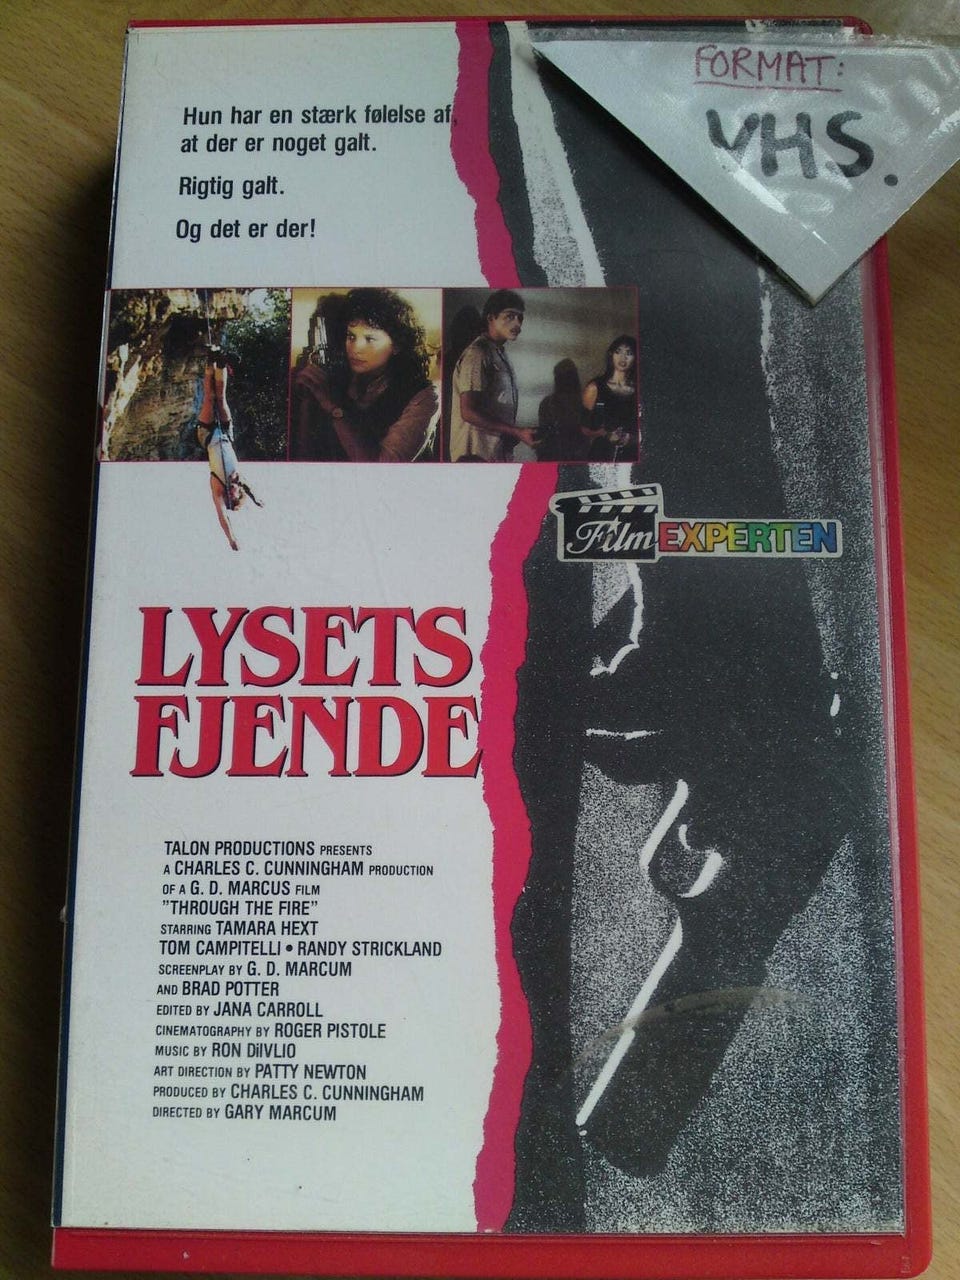 FORMAT:
VHS.
Hun har en stærk følelse af,
at der er noget galt.
Rigtig galt.
Og det er der!
Film EXPERTEN
LYSETS
FJENDE
TALON PRODUCTIONS PRESENTS
A CHARLES C. CUNNINGHAM PRODUCTION
OF A G. D. MARCUS FILM
"THROUGH THE FIRE"
STARRING TAMARA HEXT
TOM CAMPITELLI • RANDY STRICKLAND
SCREENPLAY BY G. D. MARCUM
AND BRAD POTTER
EDITED BY JANA CARROLL
CINEMATOGRAPHY BY ROGER PISTOLE
MUSIC BY RON DiIVLIO
ART DIRECTION BY PATTY NEWTON
PRODUCED BY CHARLES C. CUNNINGHAM
DIRECTED BY GARY MARCUM